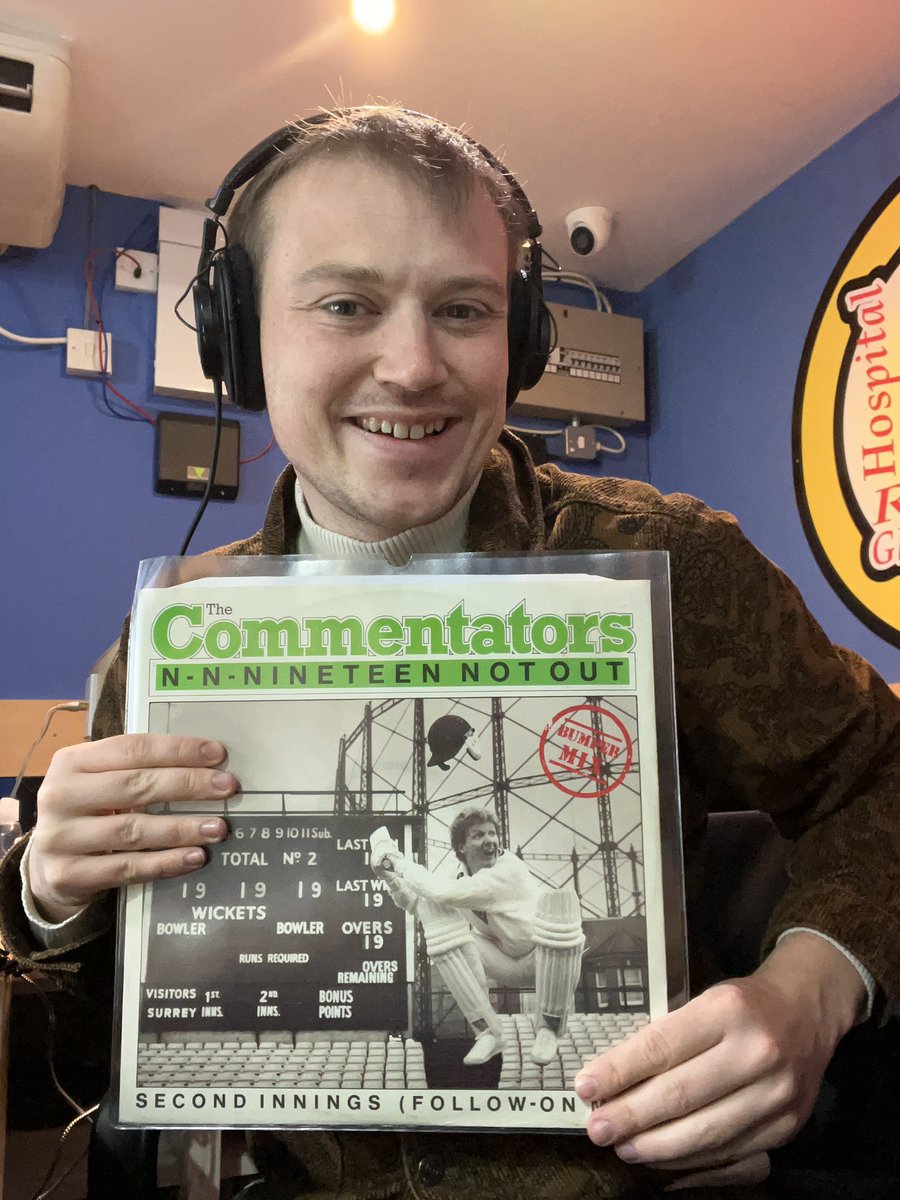 The
Commentators
N-N-NINETEEN NOT OUT
BUMPER
MIX
6 7 8 9 10 11 Sub.
LAST
TOTAL Nº 2
19 19 19
LAST
19
WICKETS
BOWLER BOWLER
OVERS
19
RUNS REQUIRED
OVERS
REMAINING
VISITORS 1ST. 2ND. BONUS
SURREY INNS. INNS. POINTS
SECOND INNINGS (FOLLOW-ON
Hospital